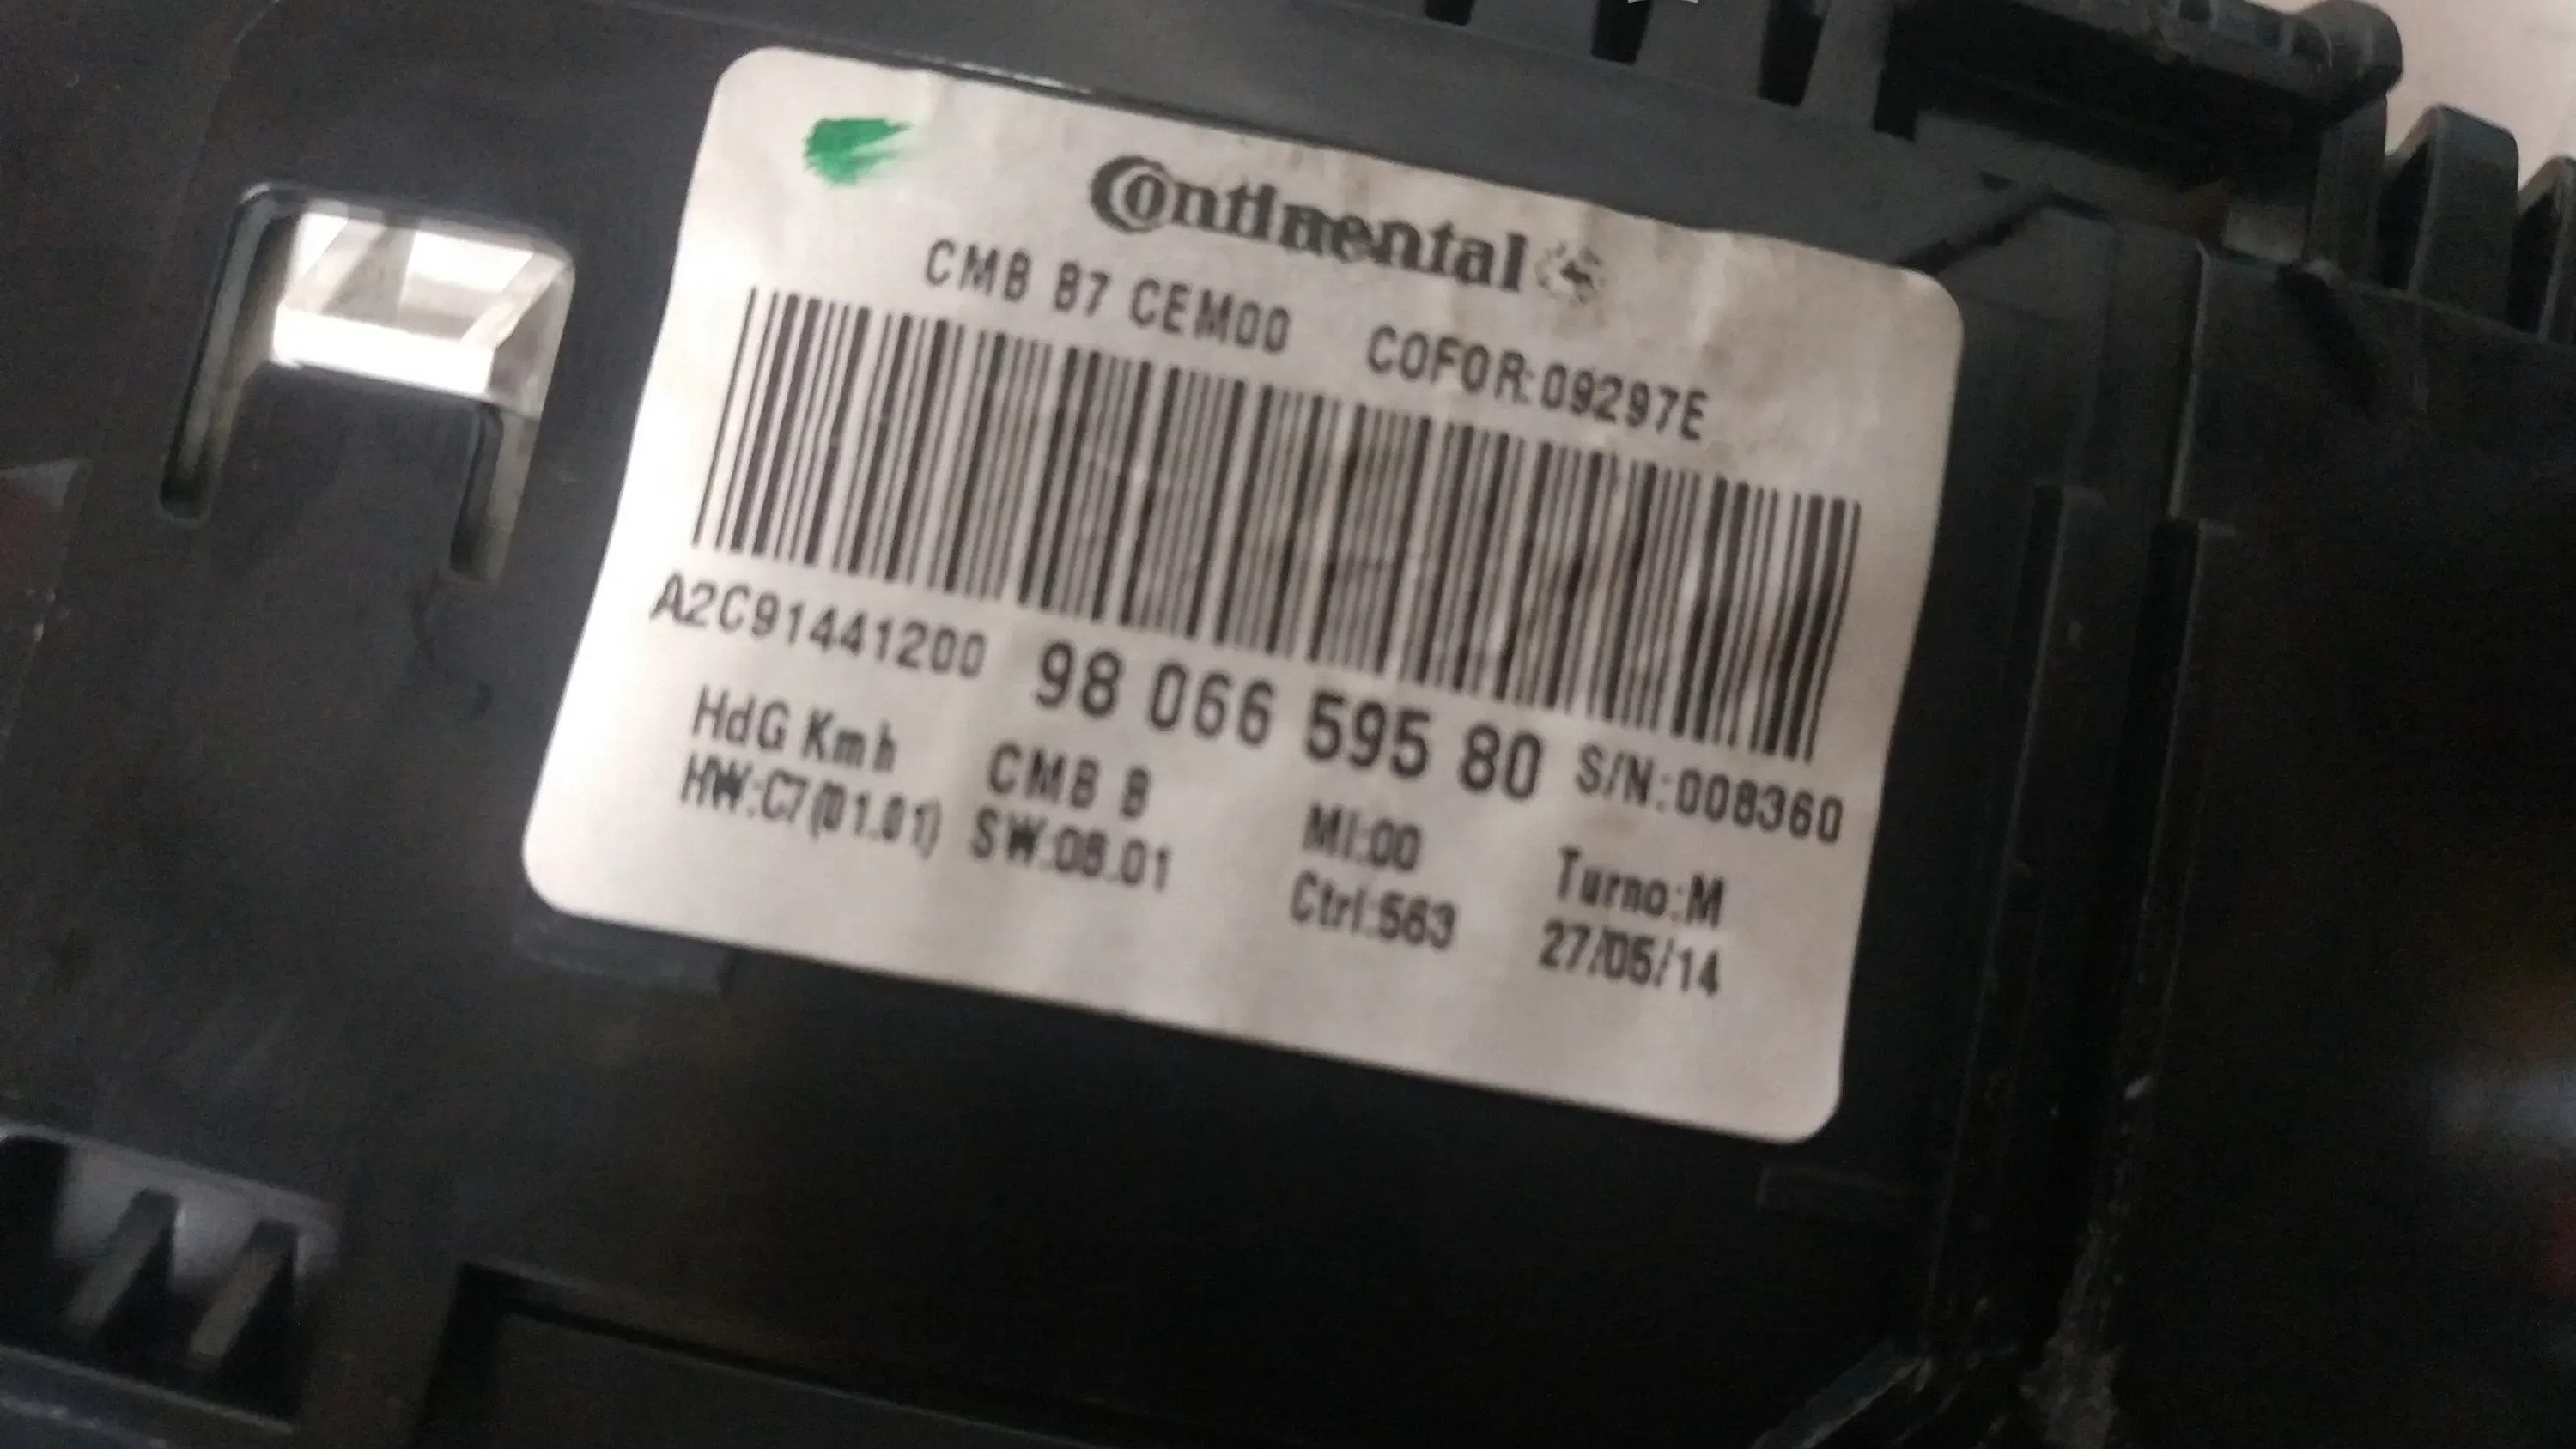 Continental
CMB B7 CEM00 COFOR:09297E
A2C91441200 98 066 595 80 S/N:008360
HdG Kmh CMB B MI:00 Turno:M
HW:C7(01.01) SW:08.01 Ctrl:563 27/05/14